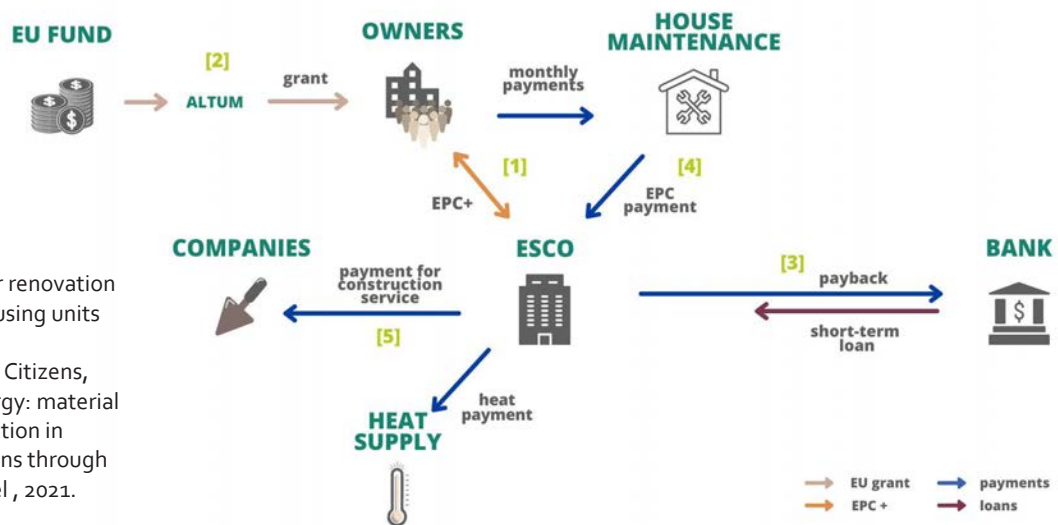 EU FUND
[2]
ALTUM
grant
OWNERS
monthly
payments
HOUSE
MAINTENANCE
[1]
EPC+
[4]
EPC
payment
COMPANIES
payment for
construction
service
[5]
ESCO
[3]
payback
short-term
loan
BANK
heat
payment
HEAT
SUPPLY
r renovation
using units
Citizens,
rgy: material
tion in
ns through
el , 2021.
EU grant
payments
EPC +
loans